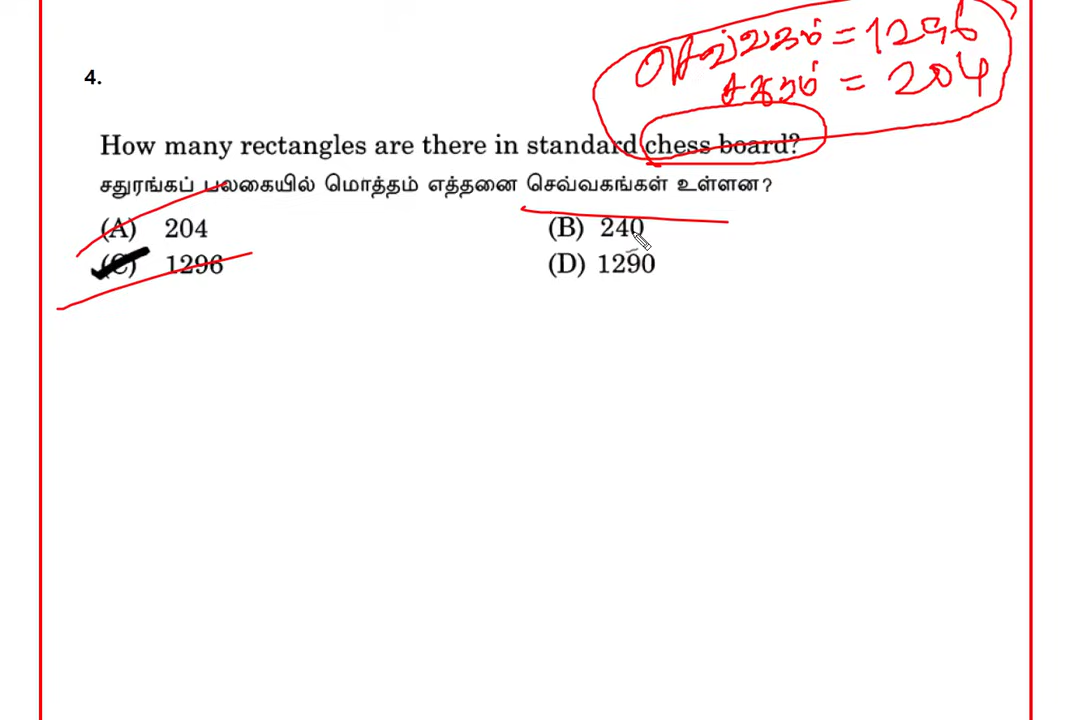 செவ்வகம் = 1296
சதுரம் = 204
4.
How many rectangles are there in standard chess board?
சதுரங்கப் பலகையில் மொத்தம் எத்தனை செவ்வகங்கள் உள்ளன?
(A) 204 (B) 240
(C) 1296 (D) 1290